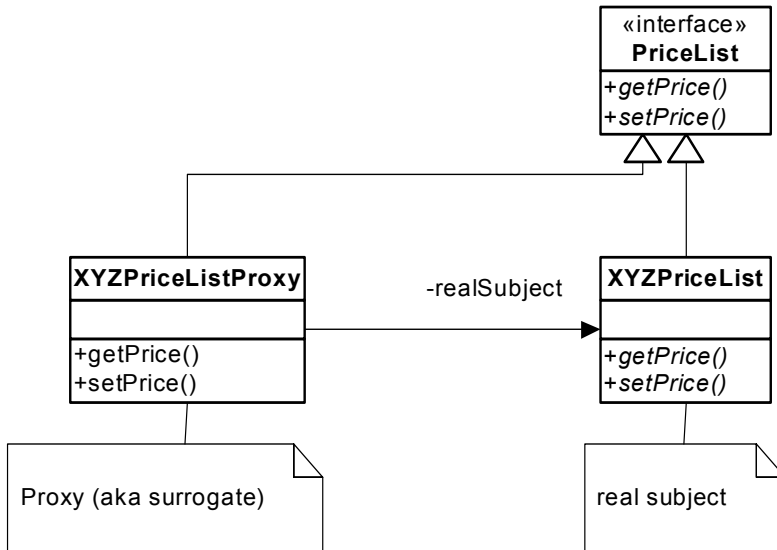 «interface»
PriceList
+getPrice()
+setPrice()
XYZPriceListProxy
+getPrice()
+setPrice()
-realSubject
XYZPriceList
+getPrice()
+setPrice()
Proxy (aka surrogate)
real subject